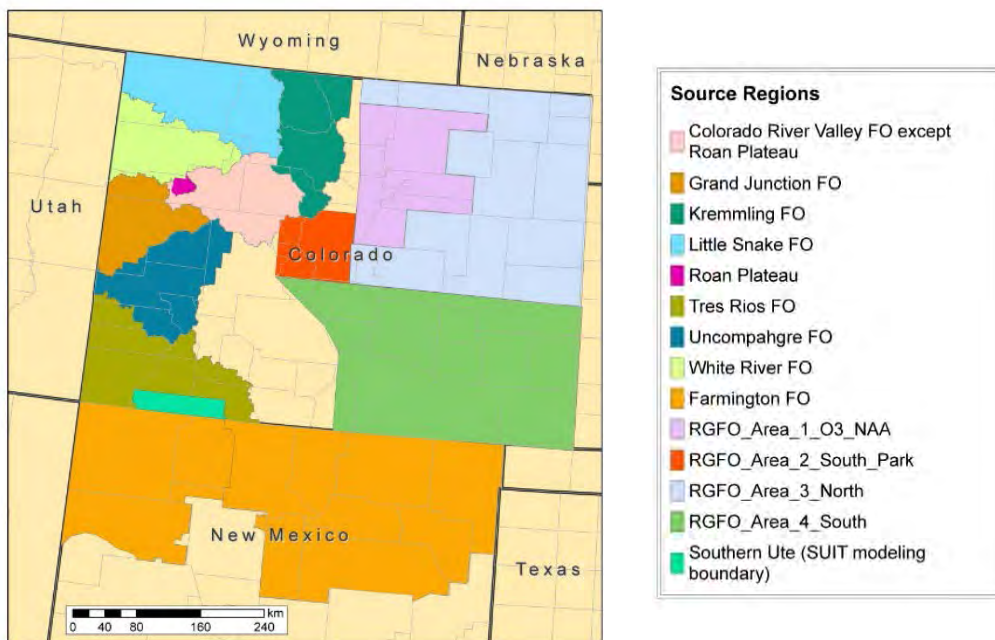 Wyoming
Nebraska
Utah
Colorado
New Mexico
Texas
km
0 40 80 160 240
Source Regions
Colorado River Valley FO except
Roan Plateau
Grand Junction FO
Kremmling FO
Little Snake FO
Roan Plateau
Tres Rios FO
Uncompahgre FO
White River FO
Farmington FO
RGFO_Area_1_O3_NAA
RGFO_Area_2_South_Park
RGFO_Area_3_North
RGFO_Area_4_South
Southern Ute (SUIT modeling
boundary)